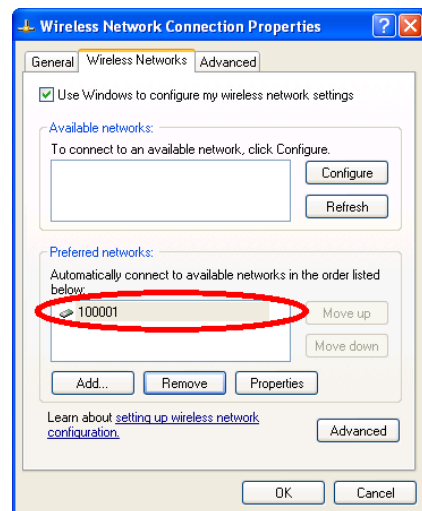 Wireless Network Connection Properties
General Wireless Networks Advanced
Use Windows to configure my wireless network settings
Available networks:
To connect to an available network, click Configure.
Configure
Refresh
Preferred networks:
Automatically connect to available networks in the order listed
below:
100001
Move up
Move down
Add... Remove Properties
Learn about setting up wireless network
configuration.
Advanced
OK Cancel